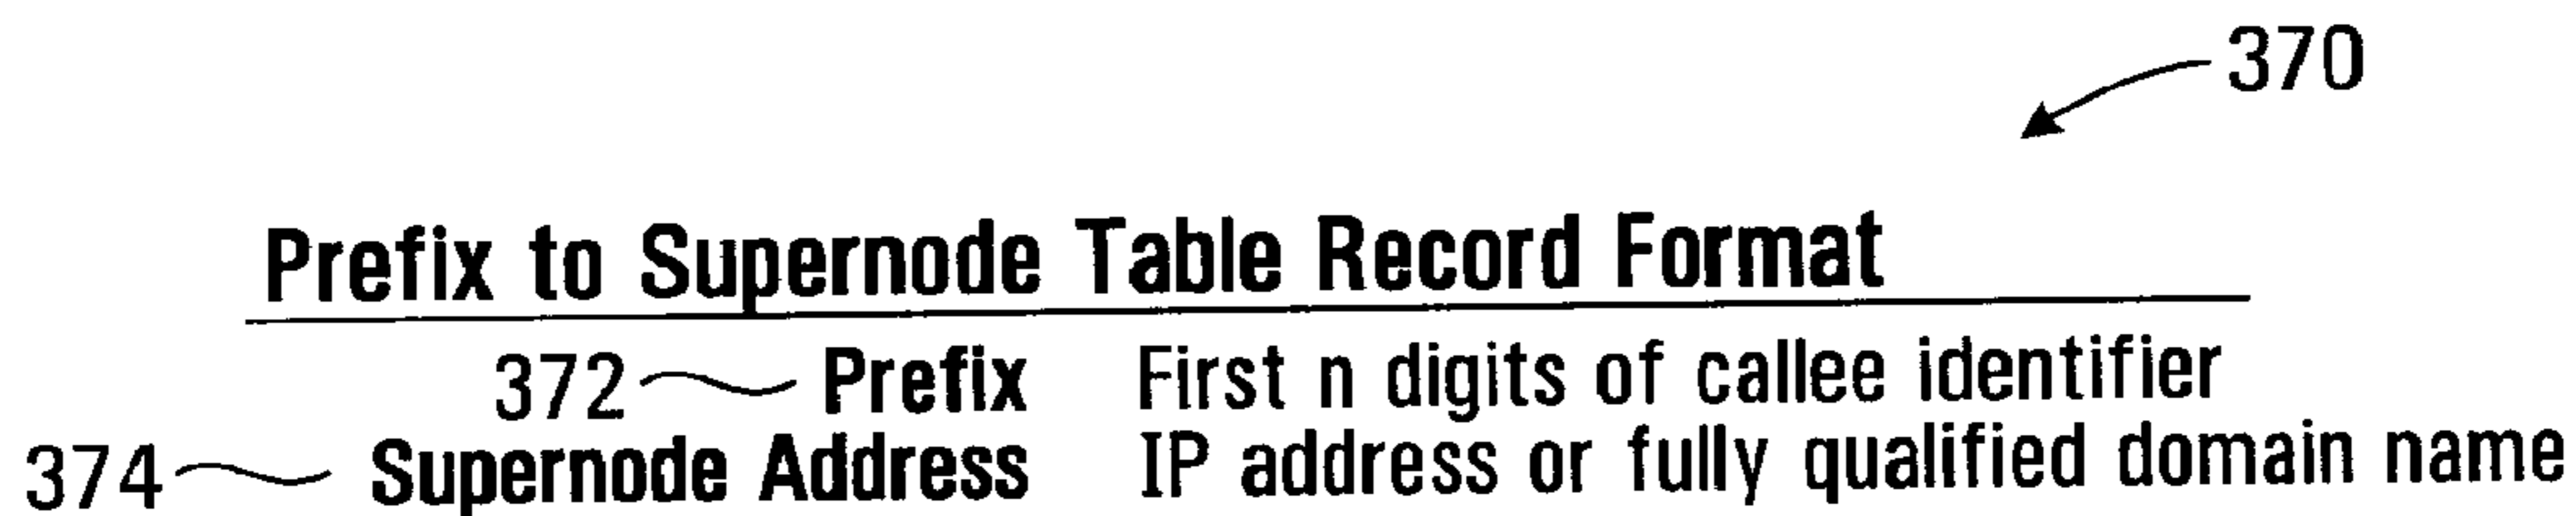 370
Prefix to Supernode Table Record Format
372 Prefix First n digits of callee identifier
374 Supernode Address IP address or fully qualified domain name